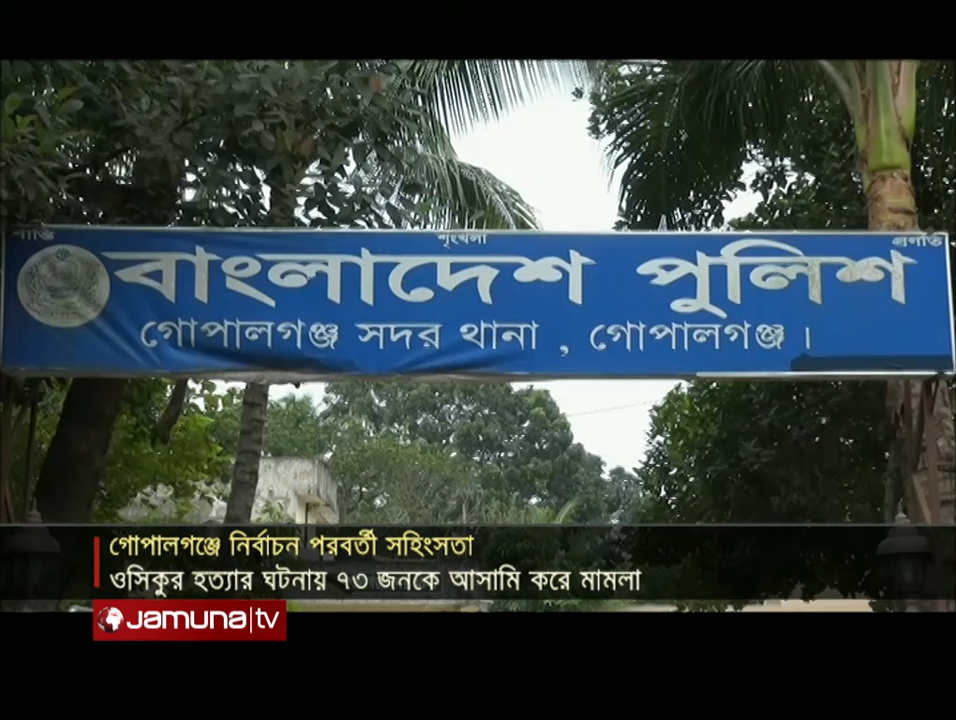 শান্তি শৃংখলা প্রগতি
বাংলাদেশ পুলিশ
গোপালগঞ্জ সদর থানা , গোপালগঞ্জ ।
গোপালগঞ্জে নির্বাচন পরবর্তী সহিংসতা
ওসিকুর হত্যার ঘটনায় ৭৩ জনকে আসামি করে মামলা
Jamuna|tv